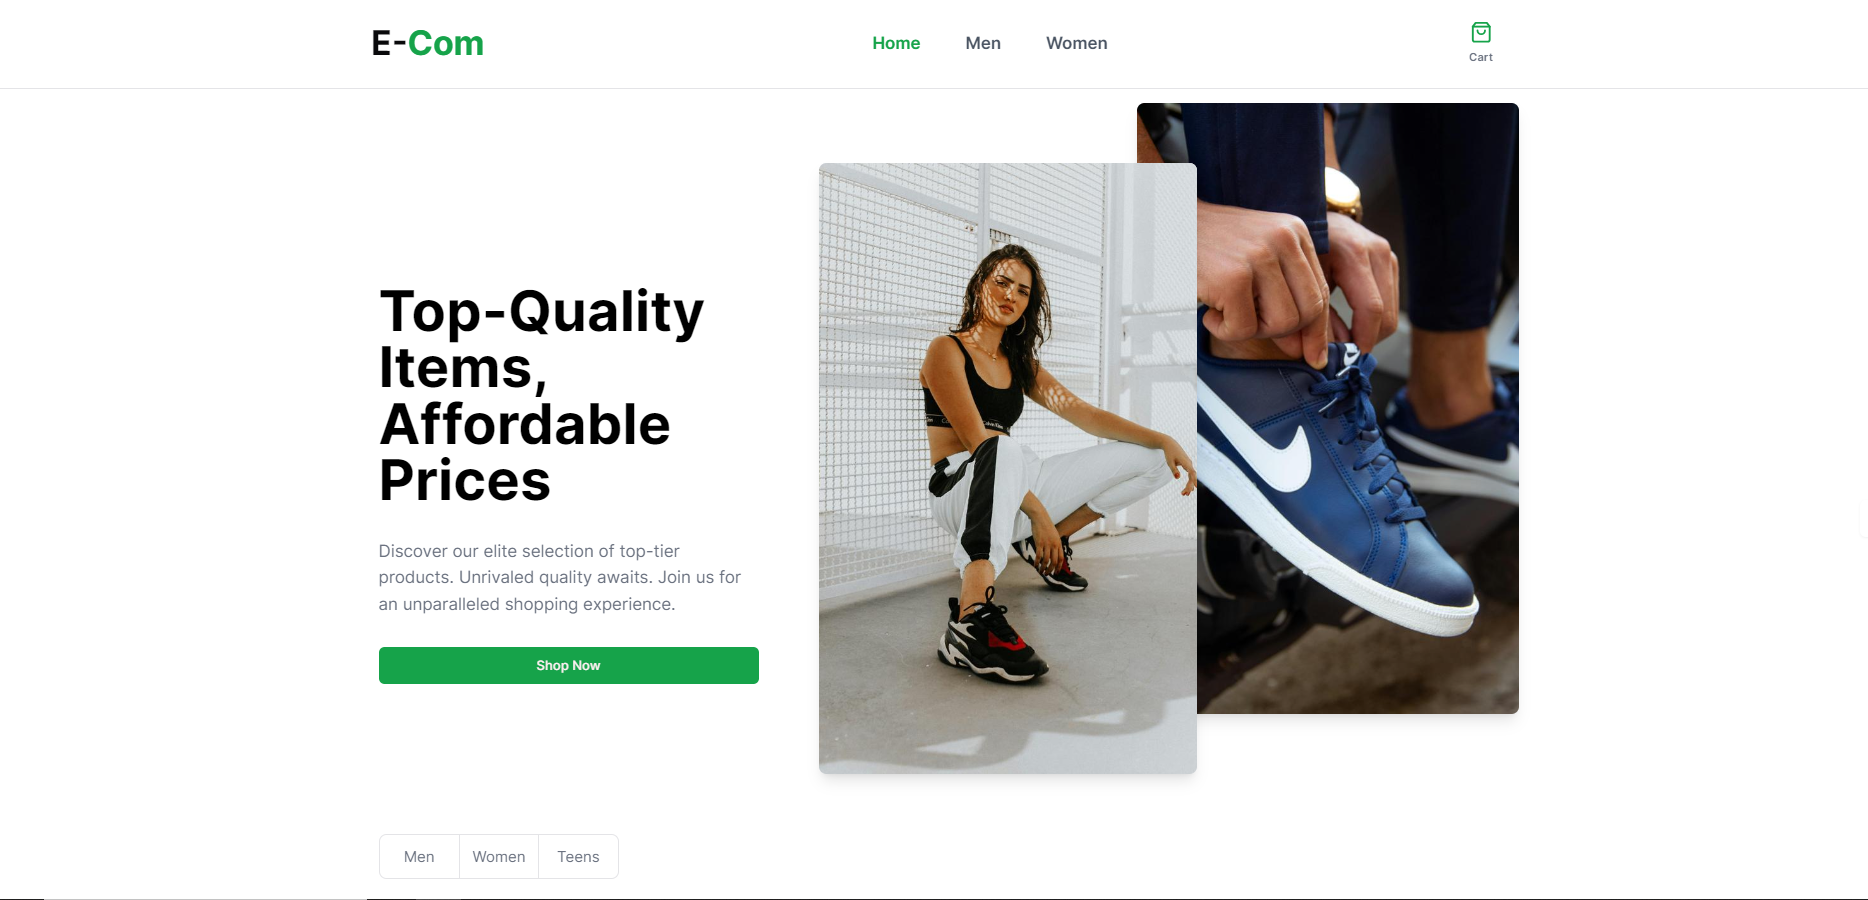 E-Com
Home
Men
Women
Cart
Top-Quality
Items,
Affordable
Prices
Discover our elite selection of top-tier
products. Unrivaled quality awaits. Join us for
an unparalleled shopping experience.
Shop Now
Men
Women
Teens